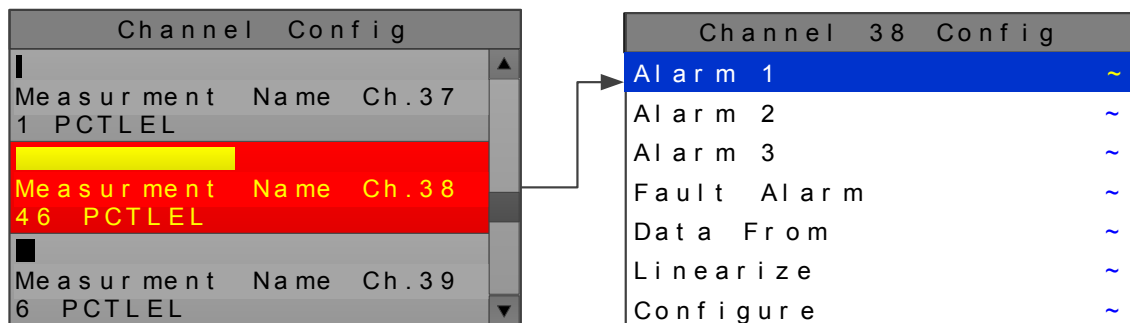 Channel Config
Measurment Name Ch.37
1 PCTLEL
Measurment Name Ch.38
46 PCTLEL
Measurment Name Ch.39
6 PCTLEL
Channel 38 Config
Alarm 1 ~
Alarm 2 ~
Alarm 3 ~
Fault Alarm ~
Data From ~
Linearize ~
Configure ~